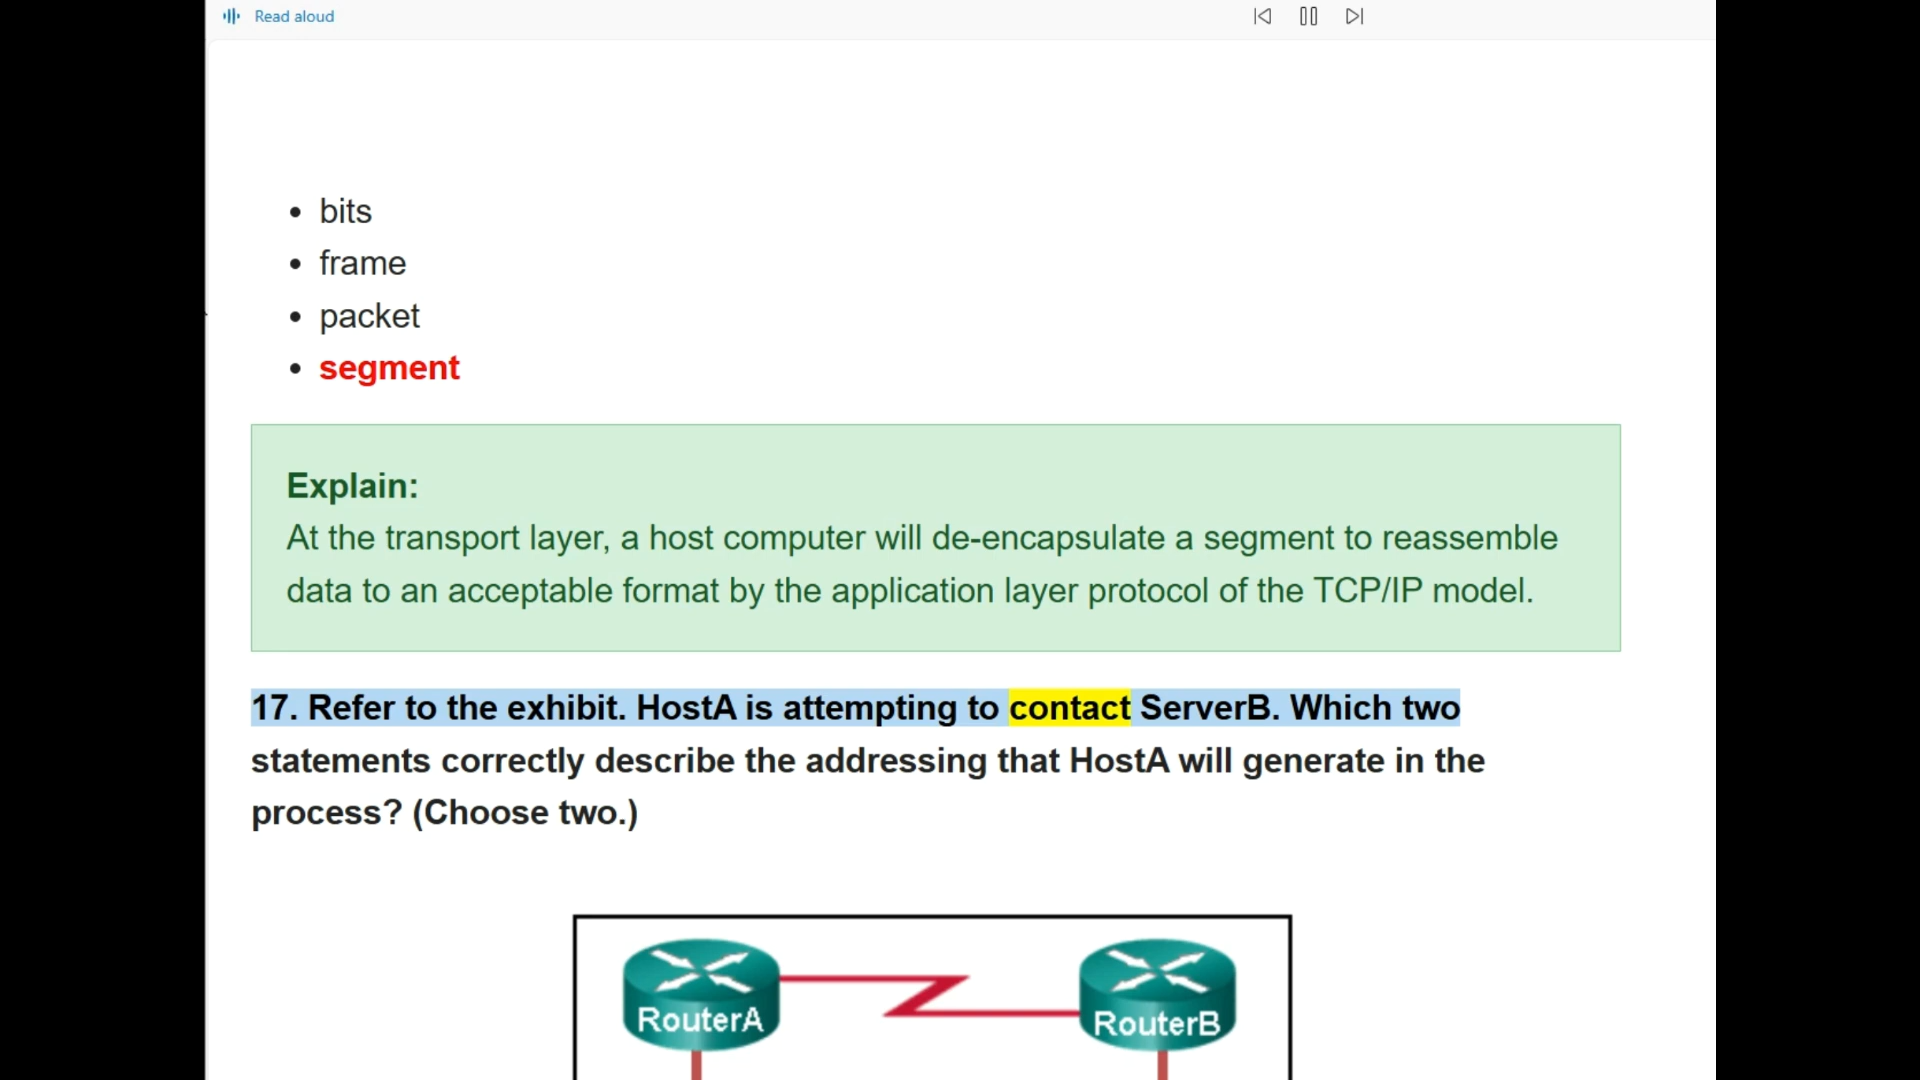 Read aloud
bits
frame
packet
segment
Explain:
At the transport layer, a host computer will de-encapsulate a segment to reassemble
data to an acceptable format by the application layer protocol of the TCP/IP model.
17. Refer to the exhibit. HostA is attempting to contact ServerB. Which two
statements correctly describe the addressing that HostA will generate in the
process? (Choose two.)
RouterA
RouterB